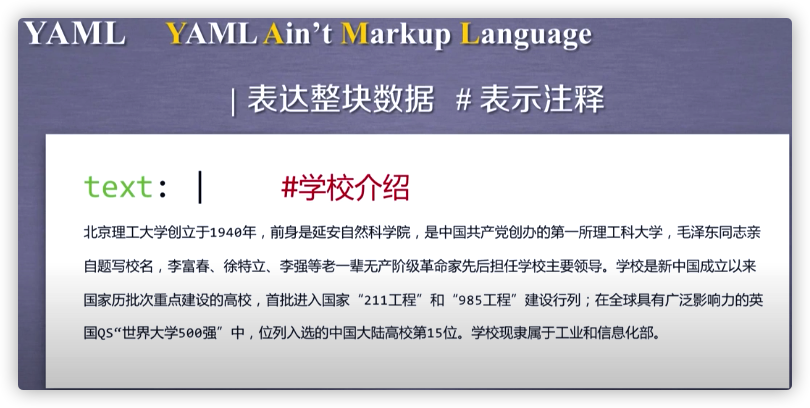 YAML YAML Ain’t Markup Language
| 表达整块数据 # 表示注释
text: | #学校介绍
北京理工大学创立于1940年，前身是延安自然科学院，是中国共产党创办的第一所理工科大学，毛泽东同志亲
自题写校名，李富春、徐特立、李强等老一辈无产阶级革命家先后担任学校主要领导。学校是新中国成立以来
国家历批次重点建设的高校，首批进入国家“211工程”和“985工程”建设行列；在全球具有广泛影响力的英
国QS“世界大学500强”中，位列入选的中国大陆高校第15位。学校现隶属于工业和信息化部。